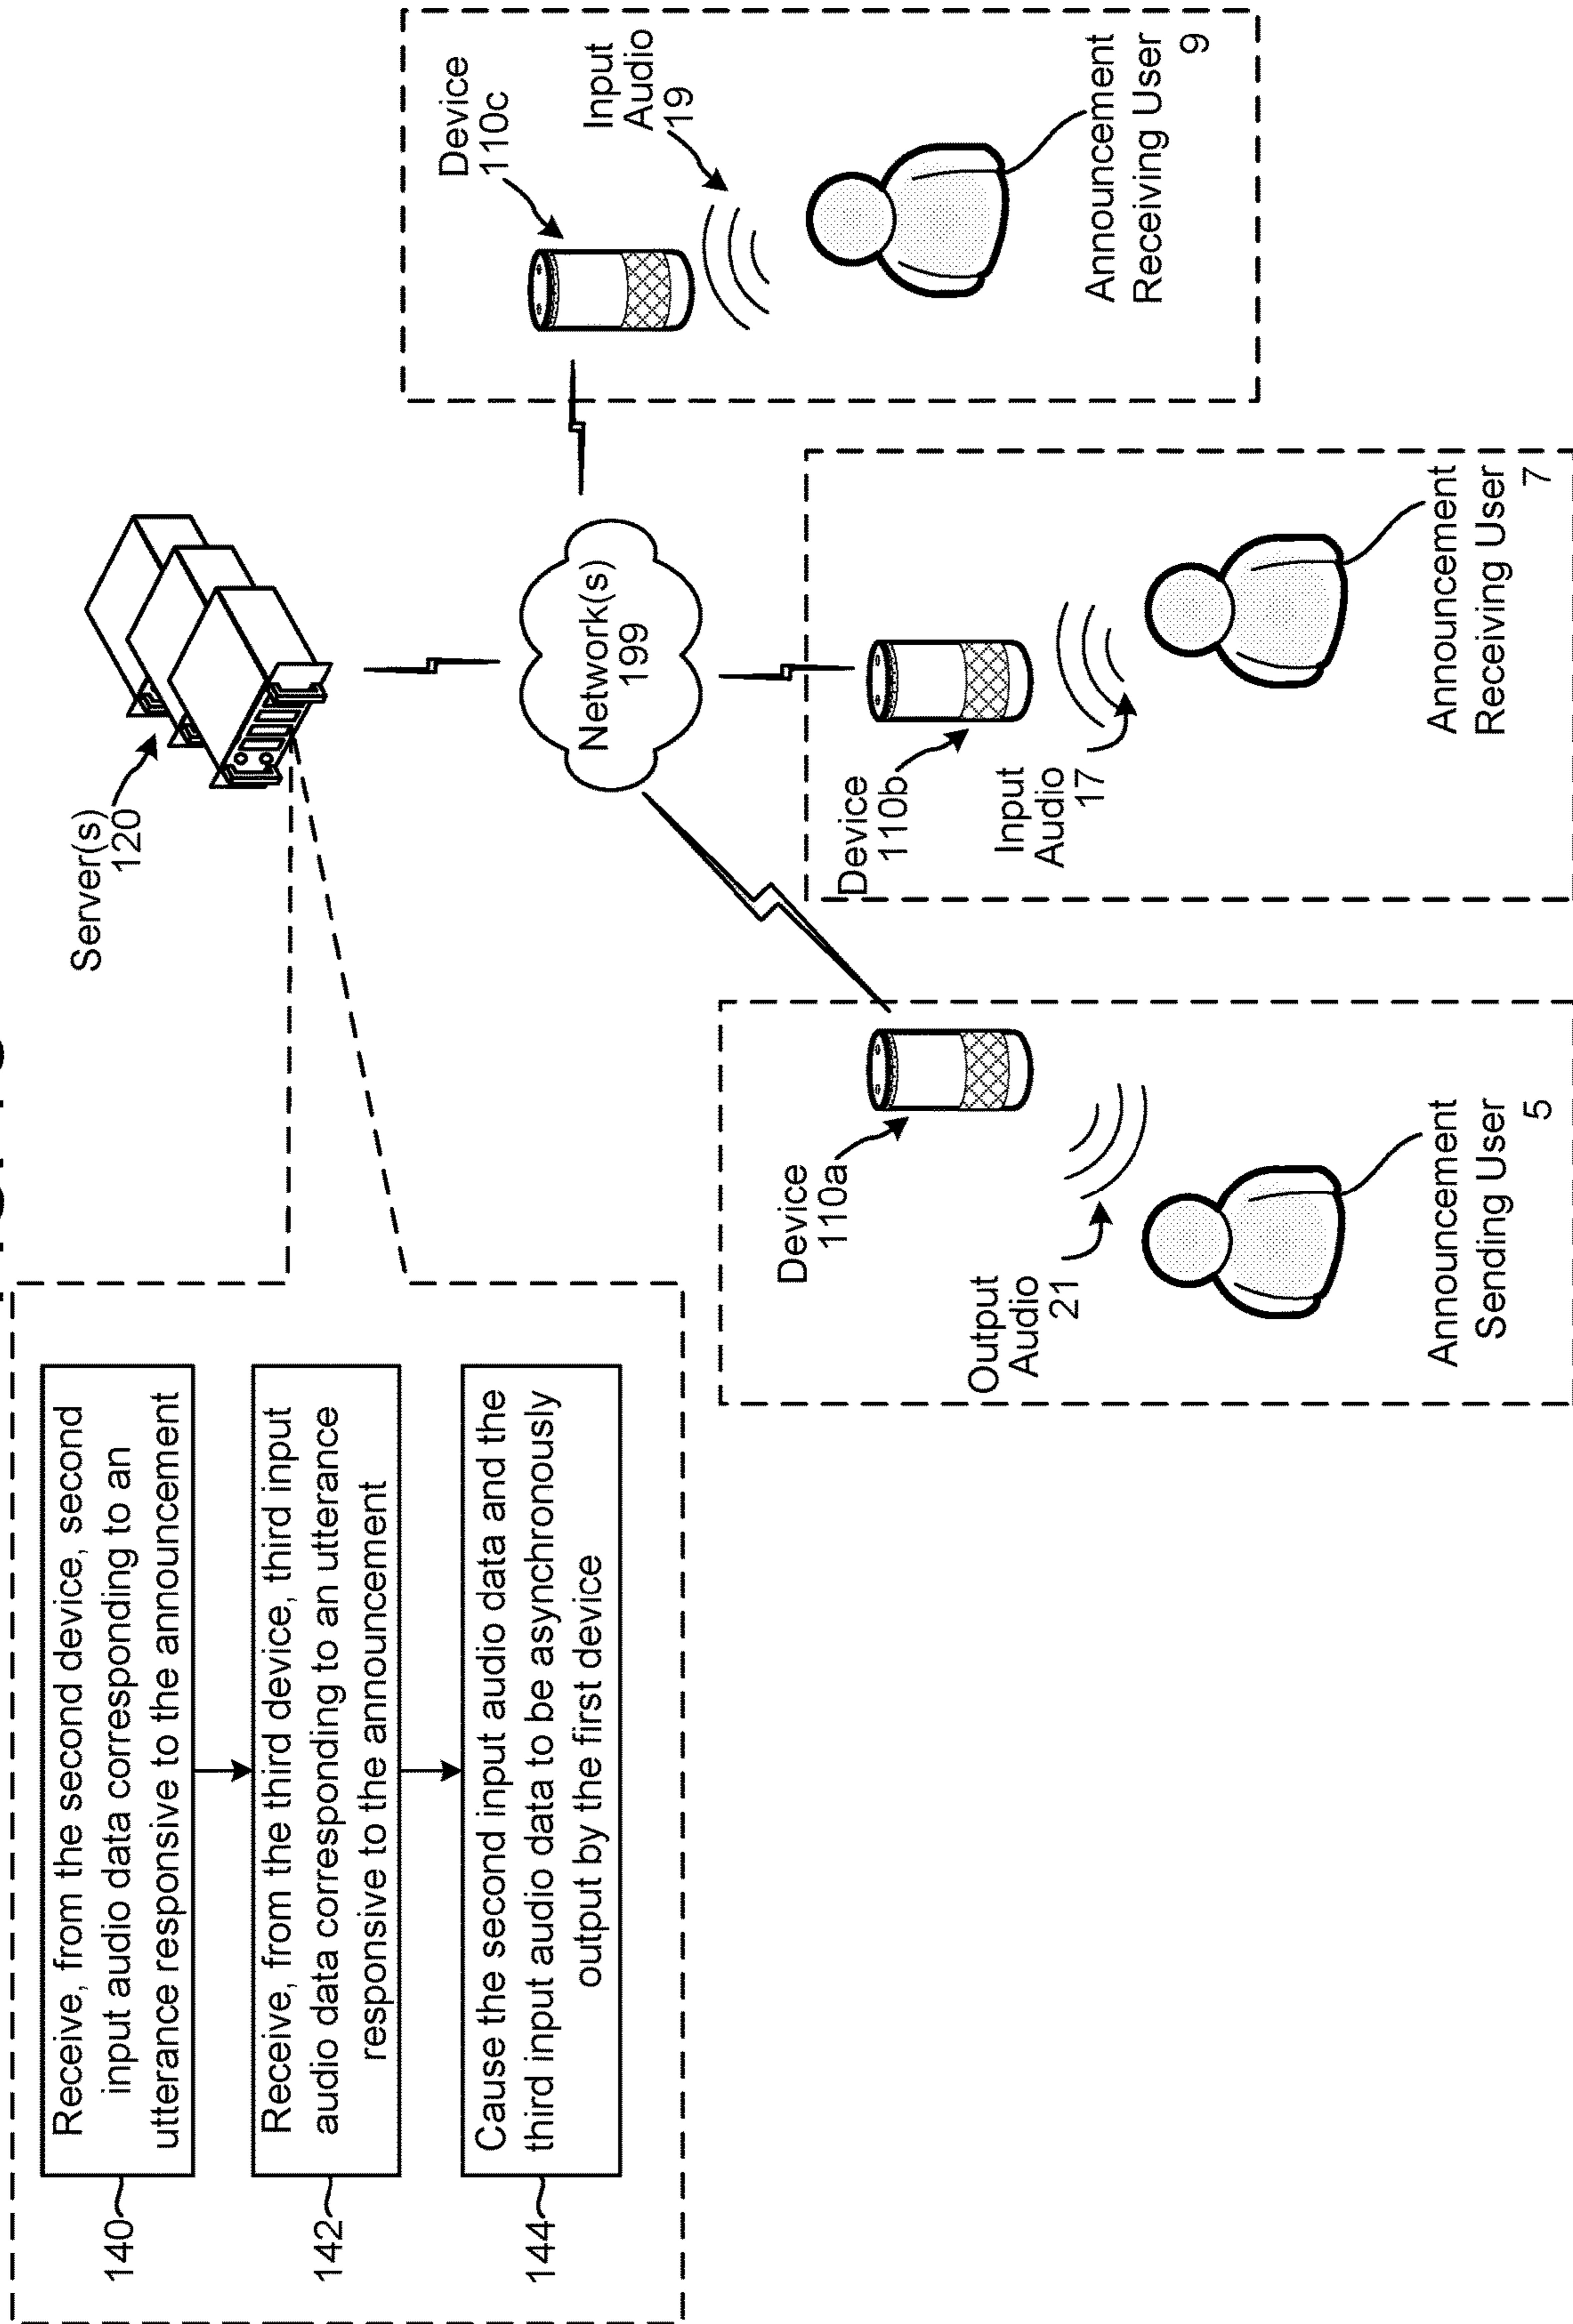 140
Receive, from the second device, second
input audio data corresponding to an
utterance responsive to the announcement
142
Receive, from the third device, third input
audio data corresponding to an utterance
responsive to the announcement
144
Cause the second input audio data and the
third input audio data to be asynchronously
output by the first device
Server(s)
120
Network(s)
199
Device
110a
Output
Audio
21
Announcement
Sending User
5
Device
110b
Input
Audio
17
Announcement
Receiving User
7
Device
110c
Input
Audio
19
Announcement
Receiving User
9